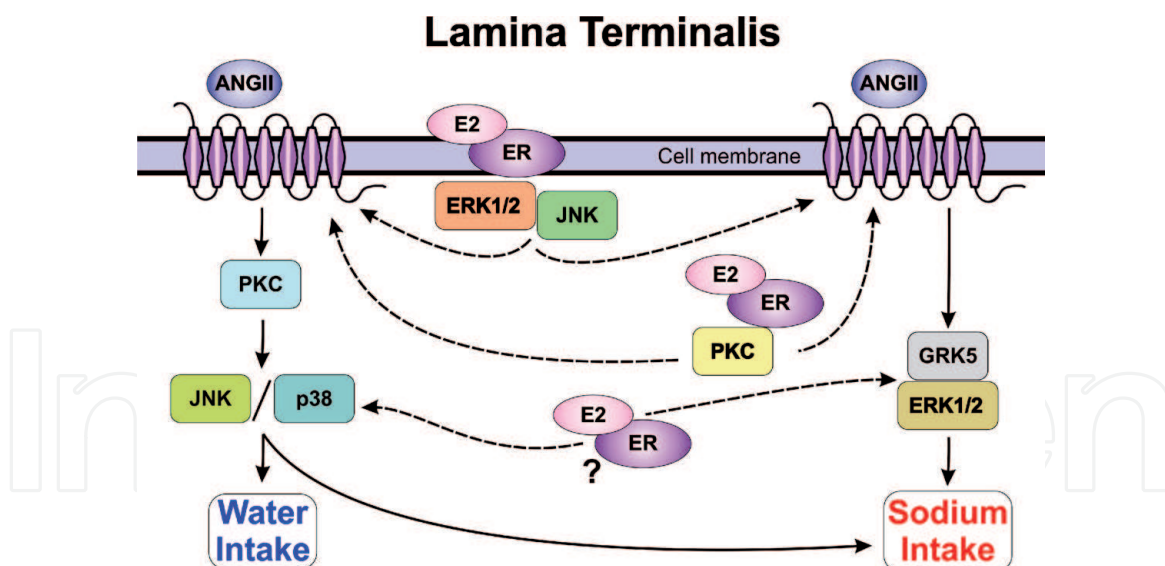 Lamina Terminalis
ANGII
ANGII
E2
ER
Cell membrane
ERK1/2
JNK
PKC
E2
ER
PKC
GRK5
ERK1/2
JNK
p38
E2
ER
?
Water
Intake
Sodium
Intake